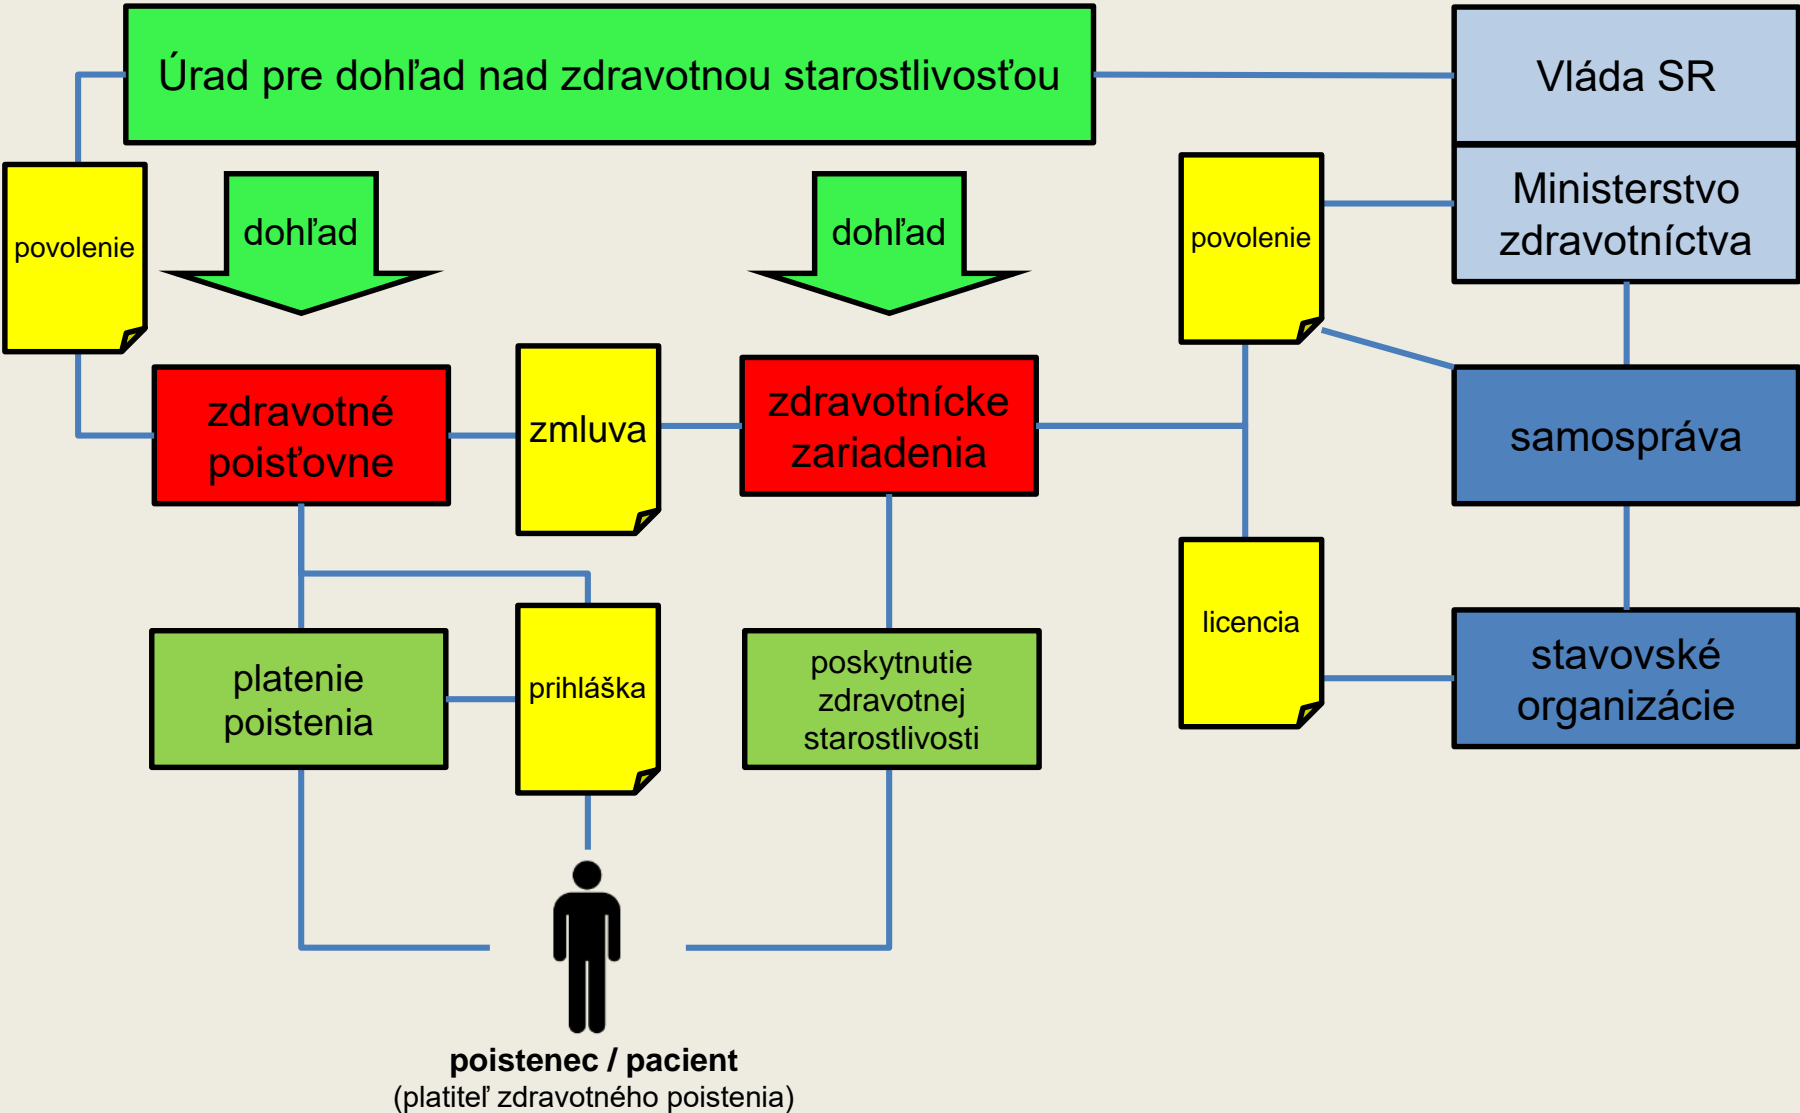 Úrad pre dohľad nad zdravotnou starostlivosťou
Vláda SR
povolenie
dohľad
dohľad
povolenie
Ministerstvo
zdravotníctva
zdravotné
poisťovne
zmluva
zdravotnícke
zariadenia
samospráva
platenie
poistenia
prihláška
poskytnutie
zdravotnej
starostlivosti
licencia
stavovské
organizácie
poistenec / pacient
(platiteľ zdravotného poistenia)